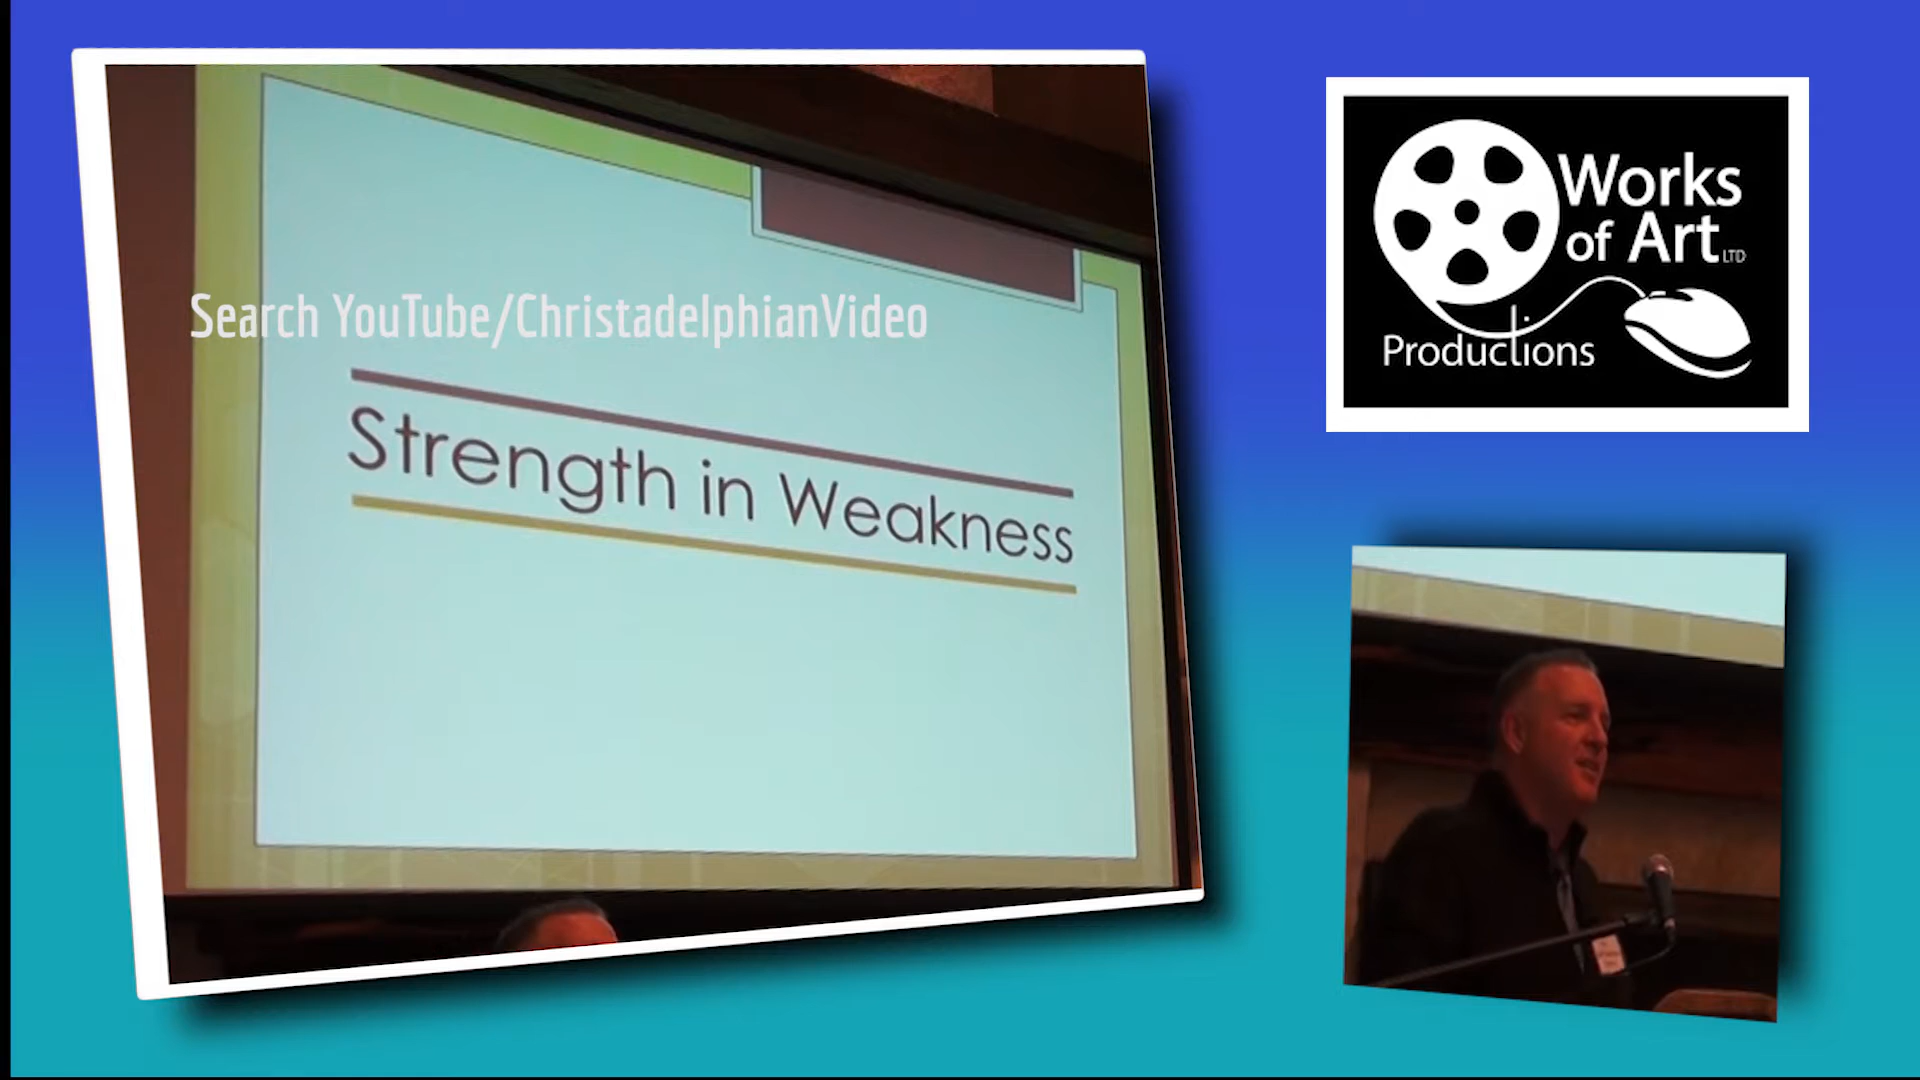 Search YouTube/ChristadelphianVideo
Strength in Weakness
Works
of Art LTD
Productions